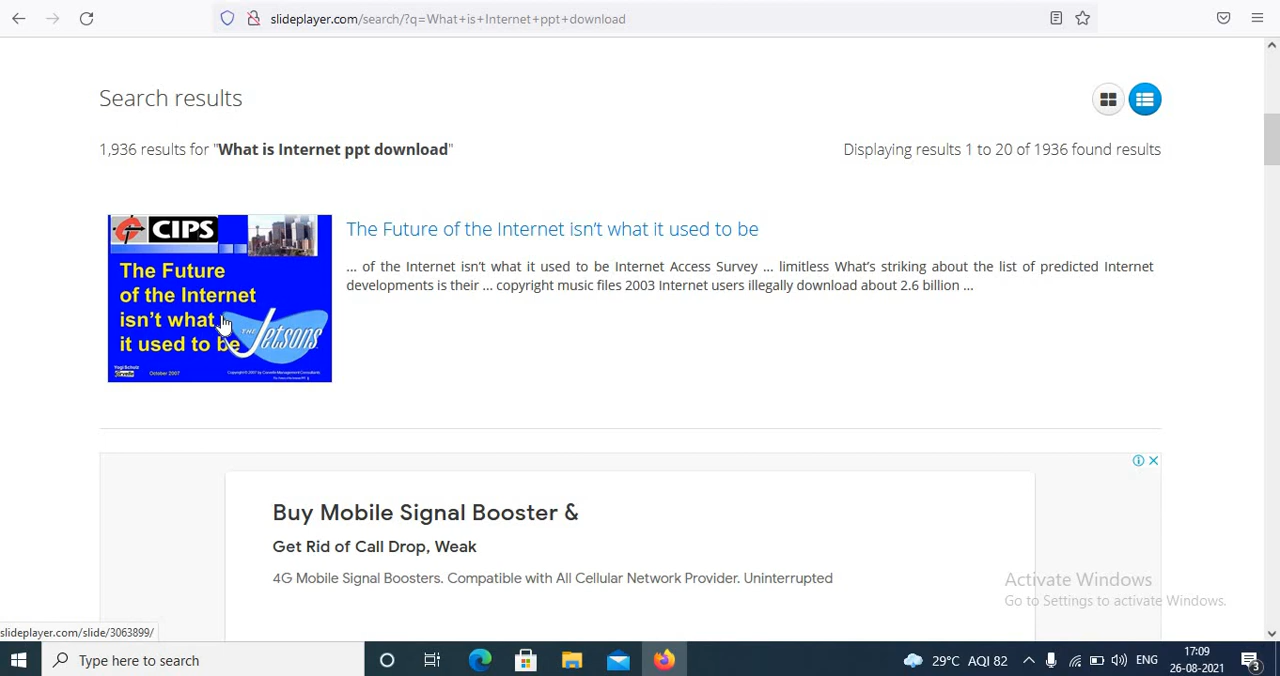 slideplayer.com/search/?q=What+is+Internet+ppt+download
Search results
1,936 results for "What is Internet ppt download"
Displaying results 1 to 20 of 1936 found results
CIPS
The Future
of the Internet
isn't what
it used to be
THE Jetsons
October 2007
The Future of the Internet isn't what it used to be
... of the Internet isn't what it used to be Internet Access Survey ... limitless What's striking about the list of predicted Internet
developments is their ... copyright music files 2003 Internet users illegally download about 2.6 billion ...
Buy Mobile Signal Booster &
Get Rid of Call Drop, Weak
4G Mobile Signal Boosters. Compatible with All Cellular Network Provider. Uninterrupted
Activate Windows
Go to Settings to activate Windows.
slideplayer.com/slide/3063899/
Type here to search
29°C AQI 82
ENG
17:09
26-08-2021
3